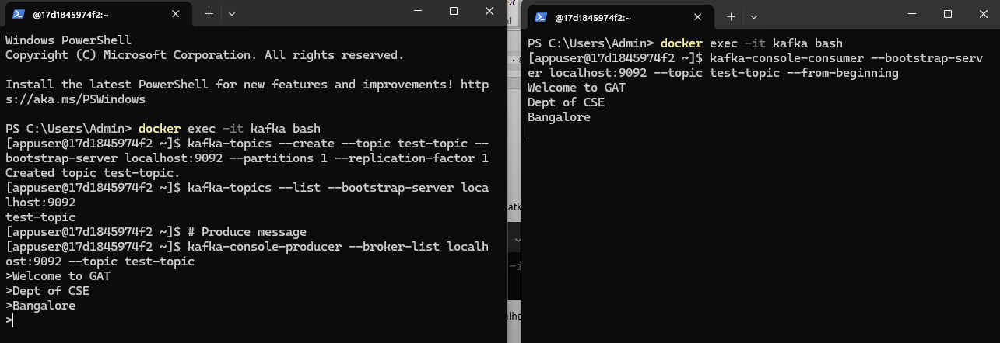 @17d1845974f2:~
Windows PowerShell
Copyright (C) Microsoft Corporation. All rights reserved.
Install the latest PowerShell for new features and improvements! http
s://aka.ms/PSWindows
PS C:\Users\Admin> docker exec -it kafka bash
[appuser@17d1845974f2 ~]$ kafka-topics --create --topic test-topic --
bootstrap-server localhost:9092 --partitions 1 --replication-factor 1
Created topic test-topic.
[appuser@17d1845974f2 ~]$ kafka-topics --list --bootstrap-server loca
lhost:9092
test-topic
[appuser@17d1845974f2 ~]$ # Produce message
[appuser@17d1845974f2 ~]$ kafka-console-producer --broker-list localh
ost:9092 --topic test-topic
>Welcome to GAT
>Dept of CSE
>Bangalore
>
@17d1845974f2:~
PS C:\Users\Admin> docker exec -it kafka bash
[appuser@17d1845974f2 ~]$ kafka-console-consumer --bootstrap-serv
er localhost:9092 --topic test-topic --from-beginning
Welcome to GAT
Dept of CSE
Bangalore